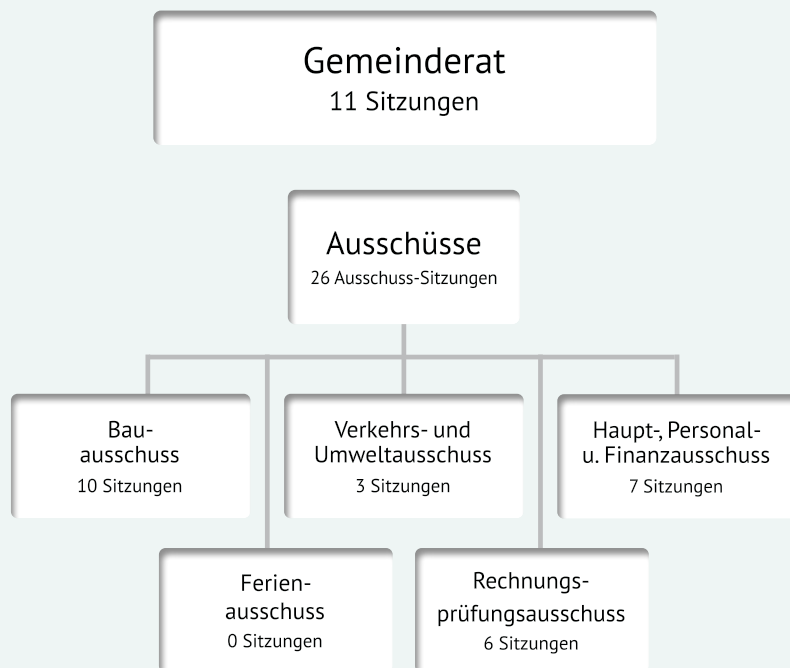 Gemeinderat
11 Sitzungen
Ausschüsse
26 Ausschuss-Sitzungen
Bau-
ausschuss
10 Sitzungen
Verkehrs- und
Umweltausschuss
3 Sitzungen
Haupt-, Personal-
u. Finanzausschuss
7 Sitzungen
Ferien-
ausschuss
0 Sitzungen
Rechnungs-
prüfungsausschuss
6 Sitzungen